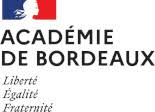 ACADÉMIE
DE BORDEAUX
Liberté
Égalité
Fraternité